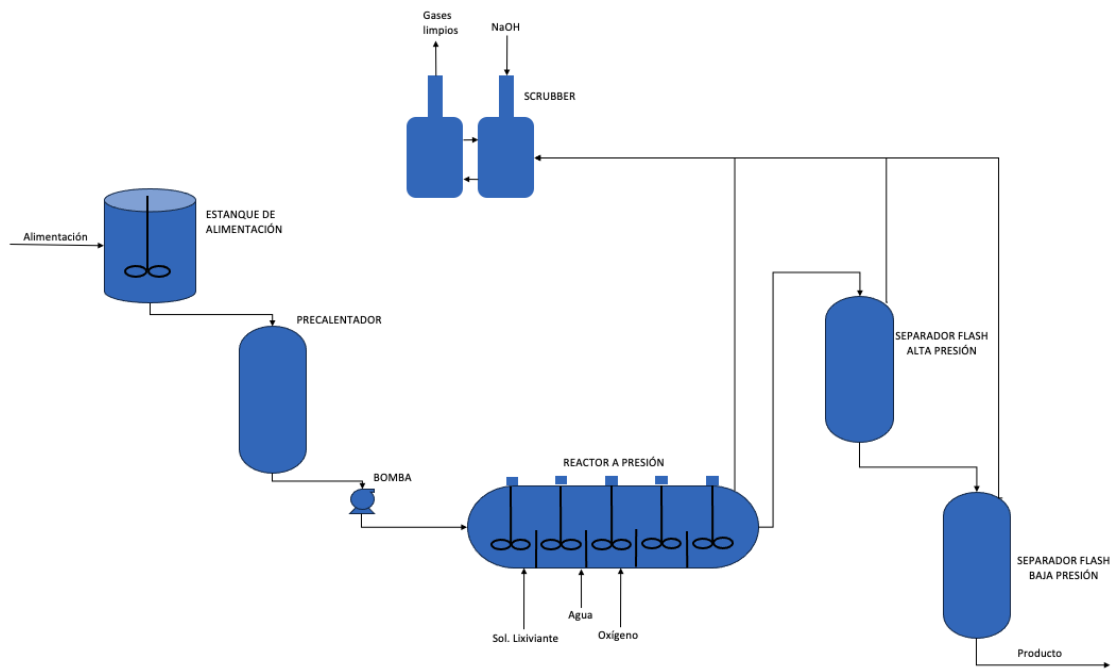 Gases
limpios
NaOH
SCRUBBER
ESTANQUE DE
ALIMENTACIÓN
Alimentación
PRECALENTADOR
SEPARADOR FLASH
ALTA PRESIÓN
REACTOR A PRESIÓN
BOMBA
SEPARADOR FLASH
BAJA PRESIÓN
Agua
Sol. Lixiviante
Oxígeno
Producto